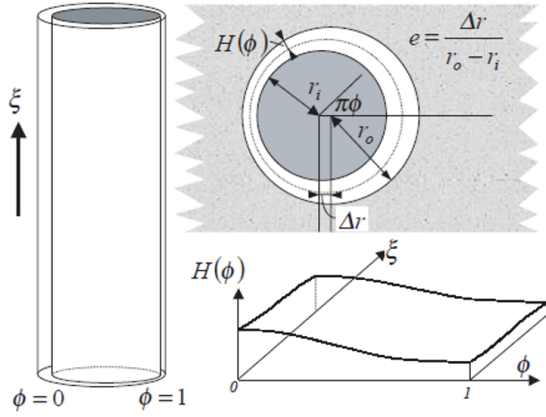 ξ
ϕ = 0
ϕ = 1
H(ϕ)
e = Δr / (r_o − r_i)
r_i
πϕ
r_o
Δr
H(ϕ)
ξ
0
1
ϕ